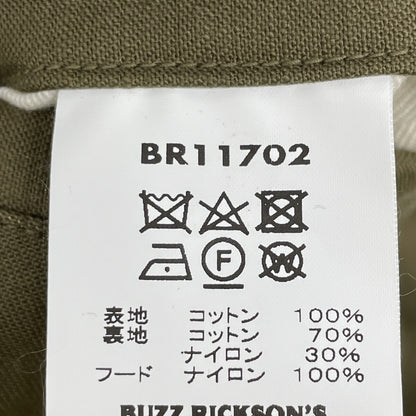 BR11702
F W
表地 コットン 100%
裏地 コットン 70%
ナイロン 30%
フード ナイロン 100%
BUZZ RICKSON'S